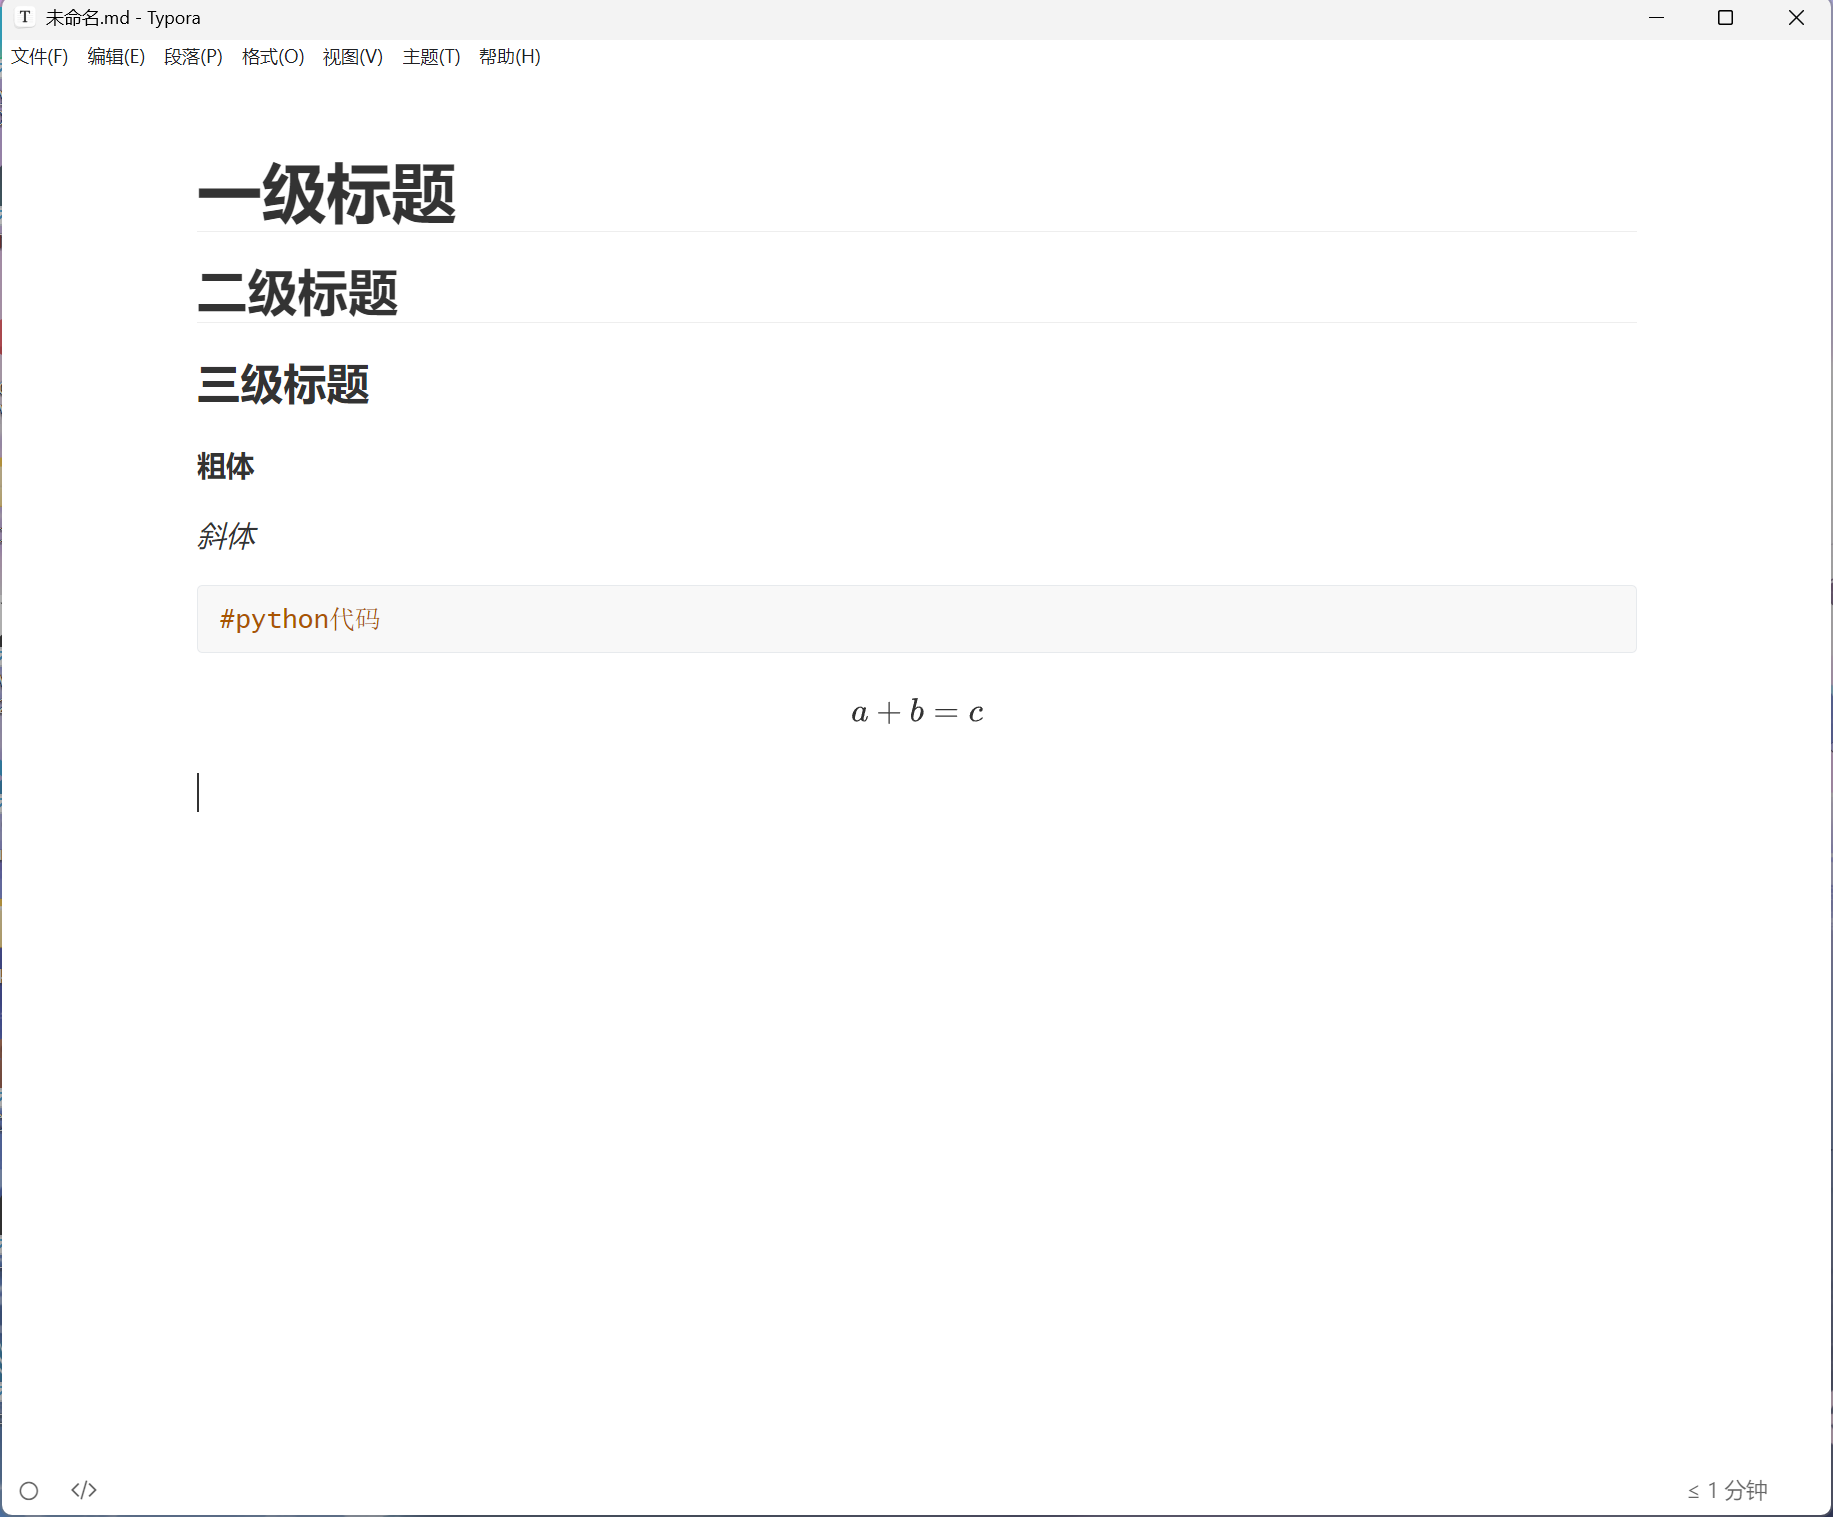 T 未命名.md - Typora
文件(F) 编辑(E) 段落(P) 格式(O) 视图(V) 主题(T) 帮助(H)
一级标题
二级标题
三级标题
粗体
斜体
#python代码
a + b = c
</> ≤ 1 分钟